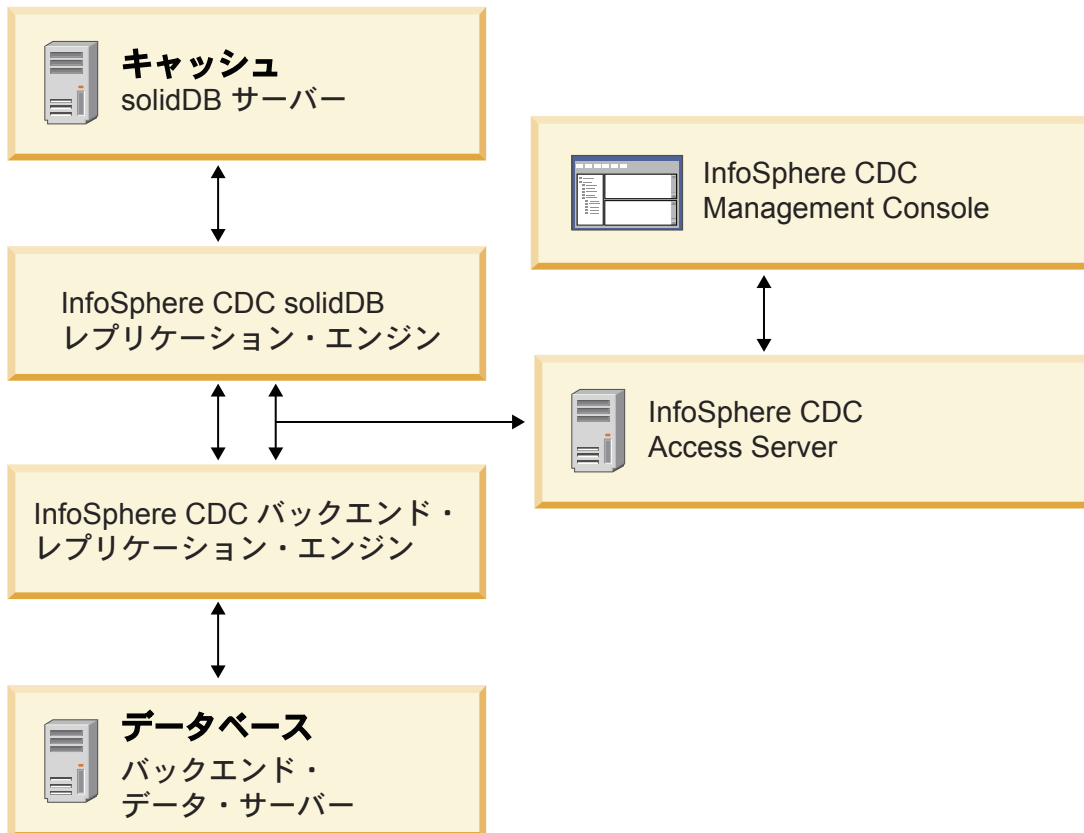 キャッシュ
solidDB サーバー
InfoSphere CDC
Management Console
InfoSphere CDC solidDB
レプリケーション・エンジン
InfoSphere CDC
Access Server
InfoSphere CDC バックエンド・
レプリケーション・エンジン
データベース
バックエンド・
データ・サーバー